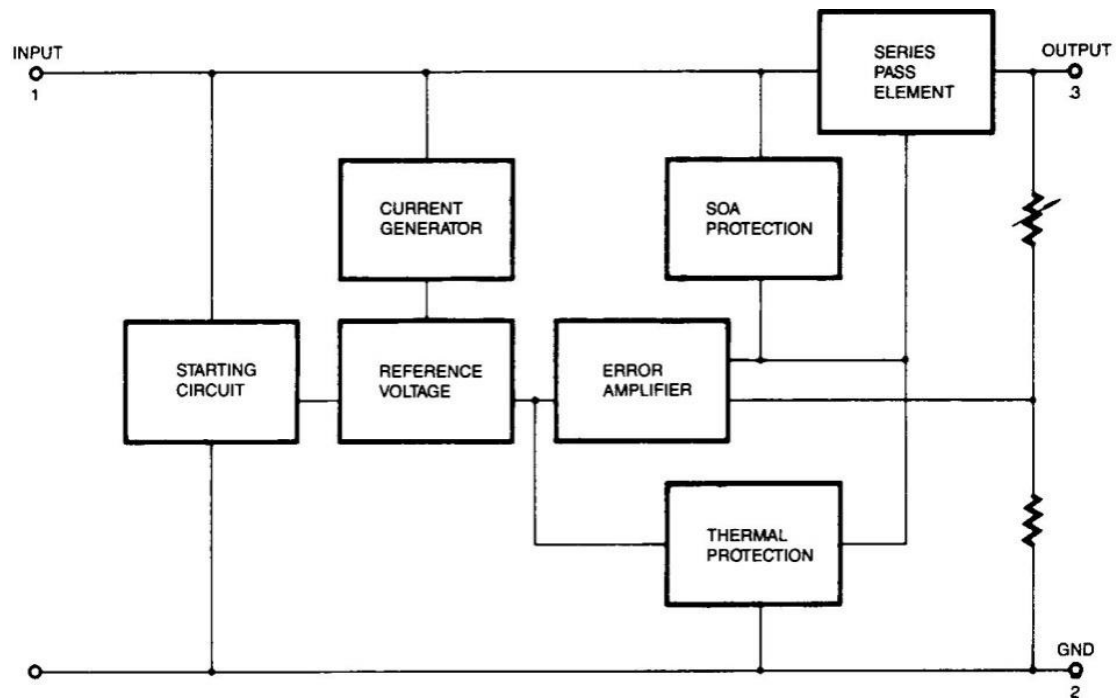 INPUT
1
SERIES
PASS
ELEMENT
OUTPUT
3
CURRENT
GENERATOR
SOA
PROTECTION
STARTING
CIRCUIT
REFERENCE
VOLTAGE
ERROR
AMPLIFIER
THERMAL
PROTECTION
GND
2